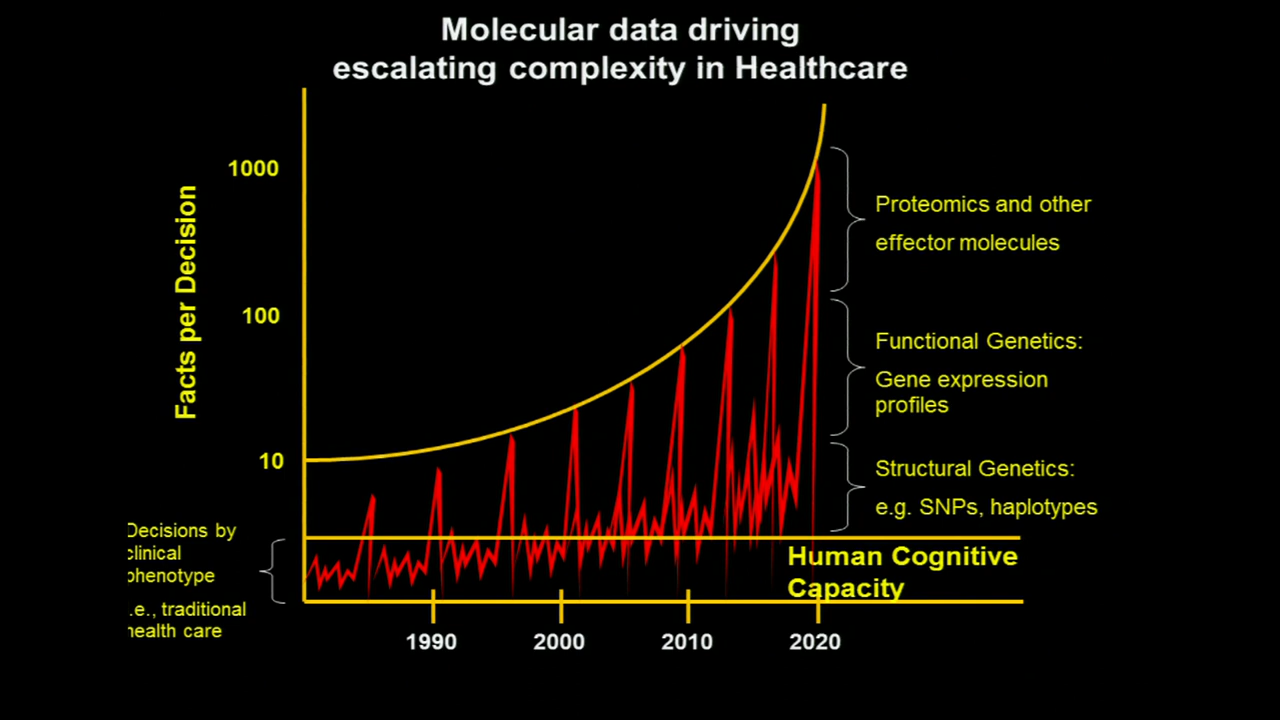 Molecular data driving
escalating complexity in Healthcare
Facts per Decision
1000
100
10
Proteomics and other
effector molecules
Functional Genetics:
Gene expression
profiles
Structural Genetics:
e.g. SNPs, haplotypes
Decisions by
clinical
phenotype
.e., traditional
health care
Human Cognitive
Capacity
1990
2000
2010
2020